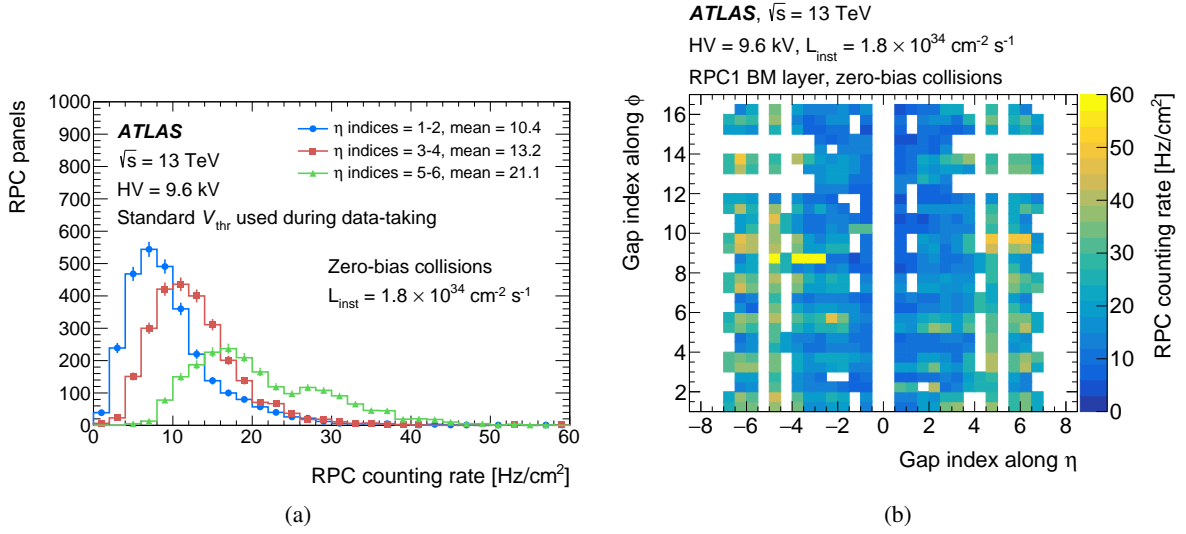 ATLAS
√s = 13 TeV
HV = 9.6 kV
Standard V_thr used during data-taking
η indices = 1-2, mean = 10.4
η indices = 3-4, mean = 13.2
η indices = 5-6, mean = 21.1
Zero-bias collisions
L_inst = 1.8 × 10^34 cm^-2 s^-1
RPC panels
1000
900
800
700
600
500
400
300
200
100
0
0 10 20 30 40 50 60
RPC counting rate [Hz/cm^2]
(a)
ATLAS, √s = 13 TeV
HV = 9.6 kV, L_inst = 1.8 × 10^34 cm^-2 s^-1
RPC1 BM layer, zero-bias collisions
Gap index along ϕ
16
14
12
10
8
6
4
2
−8 −6 −4 −2 0 2 4 6 8
Gap index along η
60
50
40
30
20
10
0
RPC counting rate [Hz/cm^2]
(b)